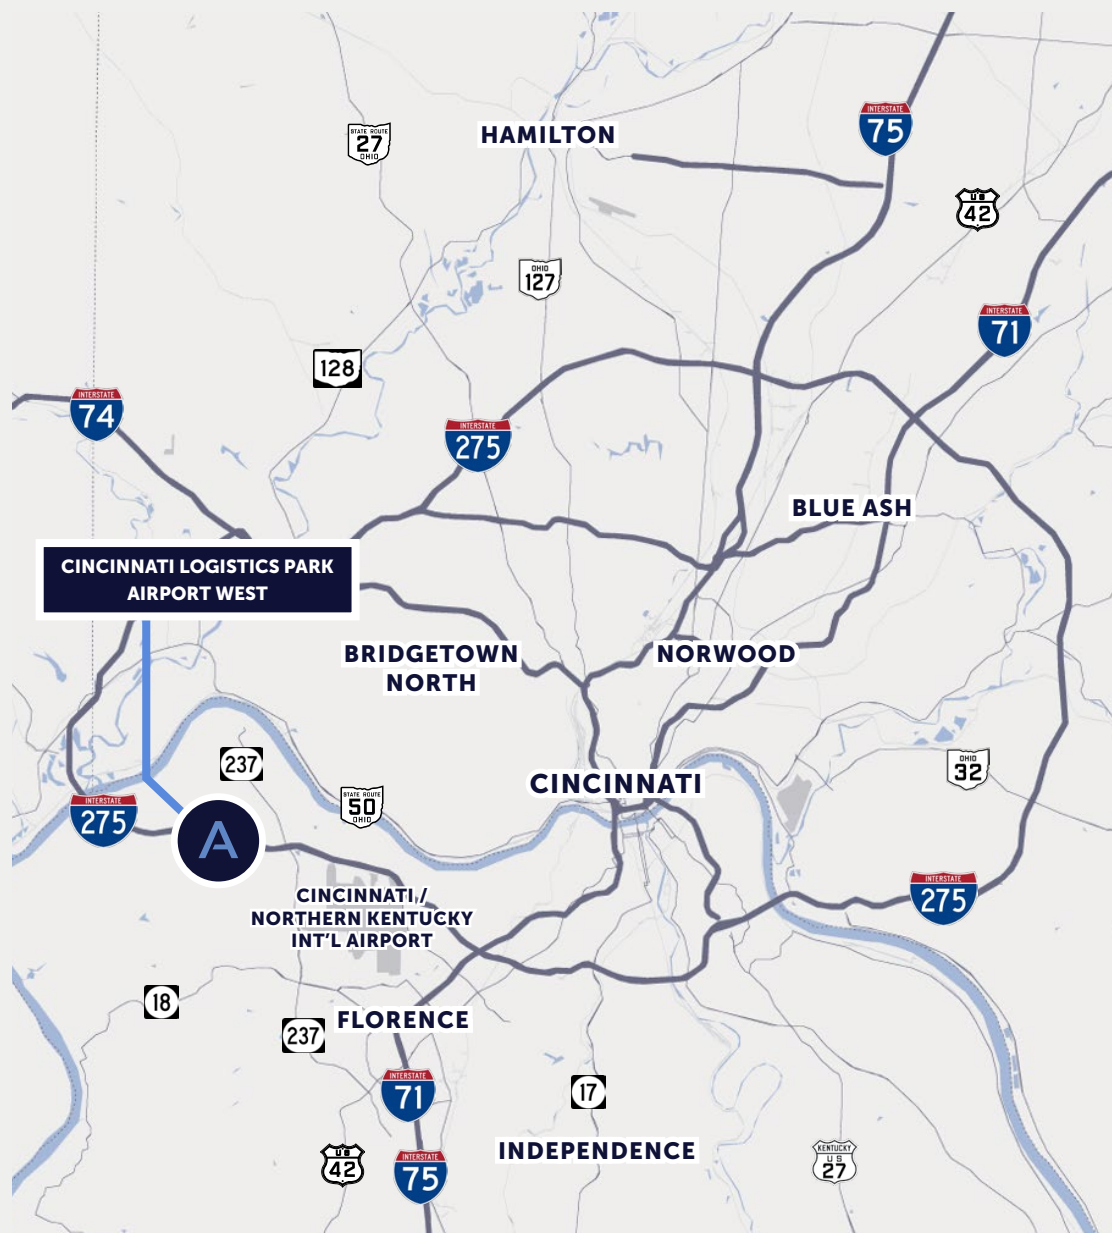 INTERSTATE
75
STATE ROUTE
27
OHIO
HAMILTON
US
42
OHIO
127
INTERSTATE
71
128
INTERSTATE
74
INTERSTATE
275
BLUE ASH
CINCINNATI LOGISTICS PARK
AIRPORT WEST
BRIDGETOWN
NORTH
NORWOOD
237
CINCINNATI
OHIO
32
STATE ROUTE
50
OHIO
INTERSTATE
275
A
INTERSTATE
275
CINCINNATI /
NORTHERN KENTUCKY
INT'L AIRPORT
18
237
FLORENCE
INTERSTATE
71
17
INDEPENDENCE
US
42
INTERSTATE
75
KENTUCKY
US
27